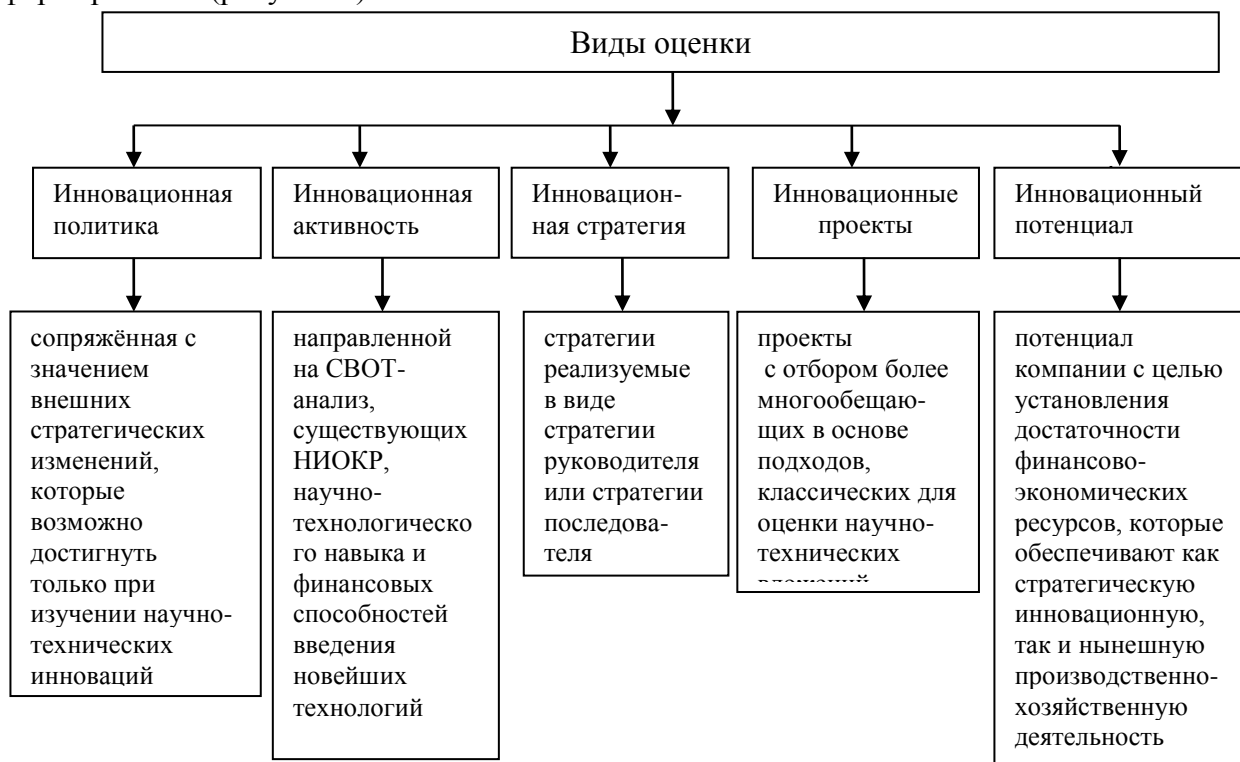 Виды оценки
Инновационная
политика
Инновационная
активность
Инновацион-
ная стратегия
Инновационные
проекты
Инновационный
потенциал
сопряжённая с
значением
внешних
стратегических
изменений,
которые
возможно
достигнуть
только при
изучении научно-
технических
инноваций
направленной
на СВОТ-
анализ,
существующих
НИОКР,
научно-
технологическо
го навыка и
финансовых
способностей
введения
новейших
технологий
стратегии
реализуемые
в виде
стратегии
руководителя
или стратегии
последова-
теля
проекты
с отбором более
многообещаю-
щих в основе
подходов,
классических для
оценки научно-
технических
потенциал
компании с целью
установления
достаточности
финансово-
экономических
ресурсов, которые
обеспечивают как
стратегическую
инновационную,
так и нынешную
производственно-
хозяйственную
деятельность